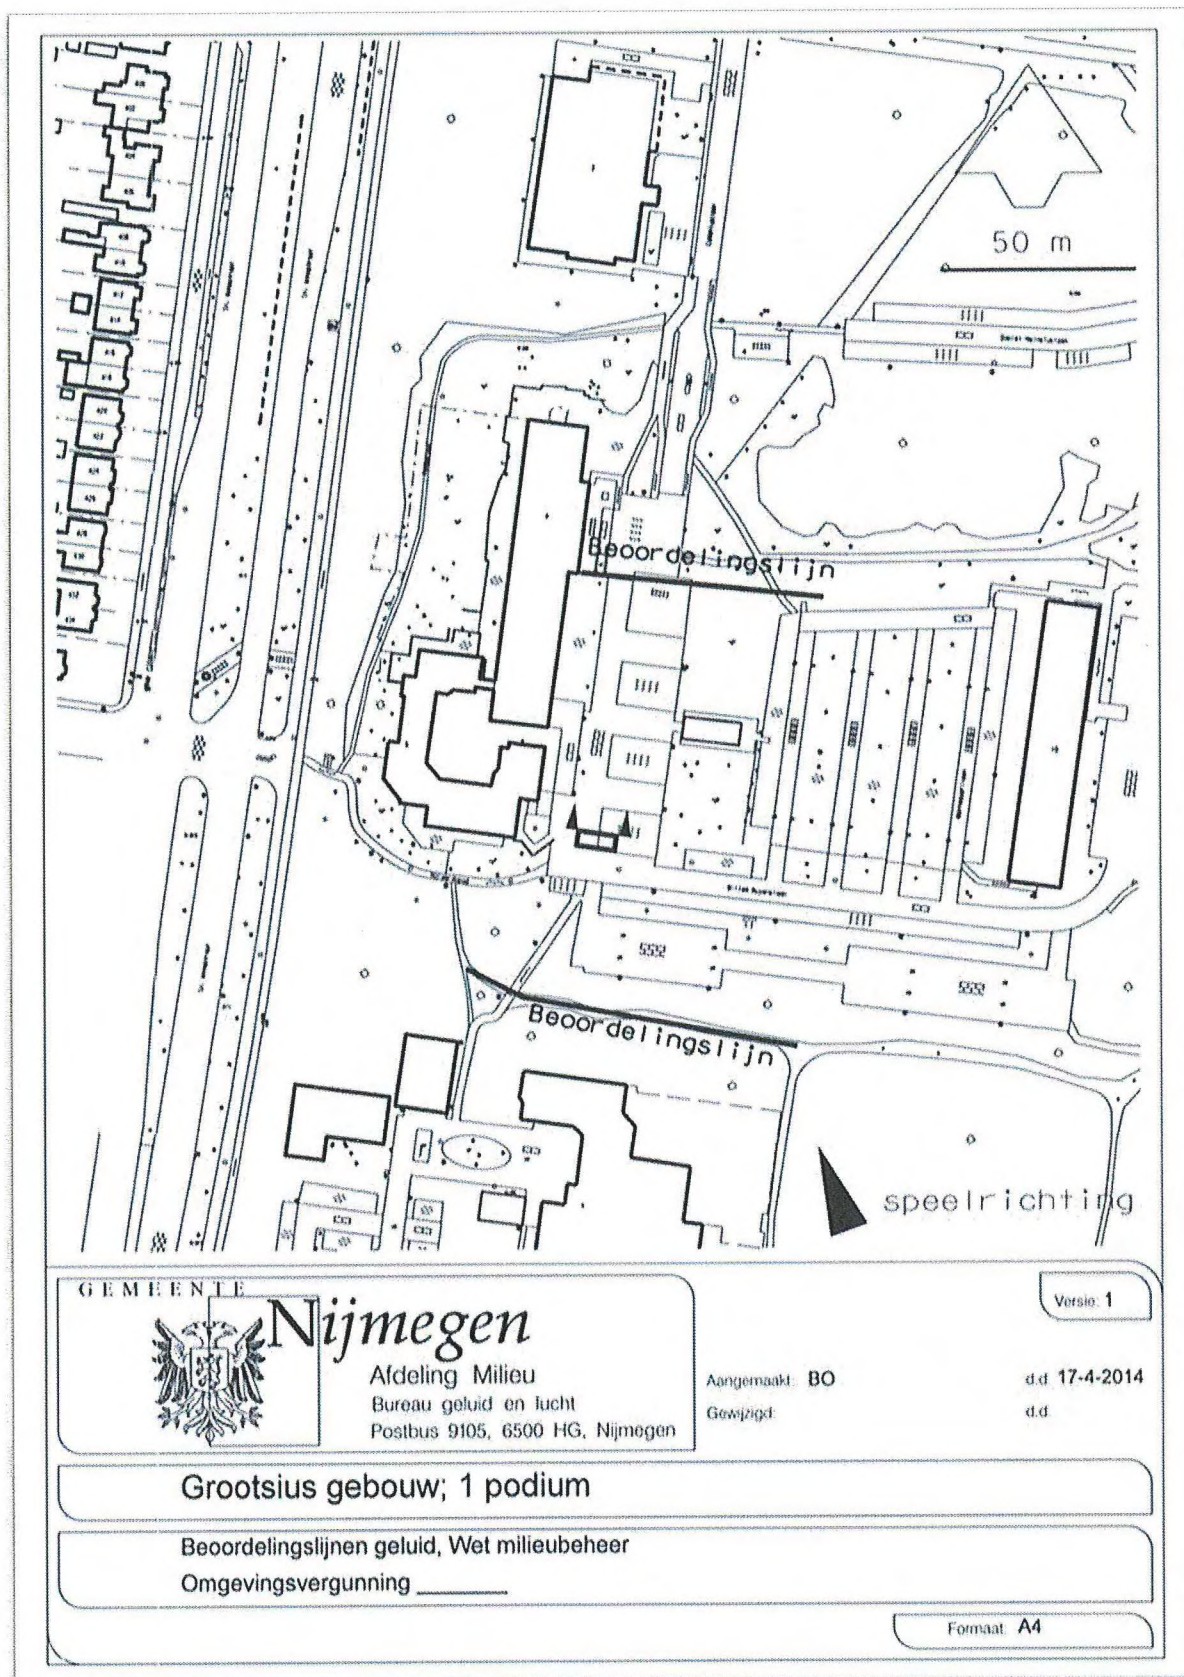 50 m
Beoordelingslijn
Beoordelingslijn
speelrichting
GEMEENTE
Nijmegen
Afdeling Milieu
Bureau geluid en lucht
Postbus 9105, 6500 HG, Nijmegen
Versie: 1
Aangemaakt: BO d.d. 17-4-2014
Gewijzigd: d.d.
Grootsius gebouw; 1 podium
Beoordelingslijnen geluid, Wet milieubeheer
Omgevingsvergunning ________
Formaat: A4